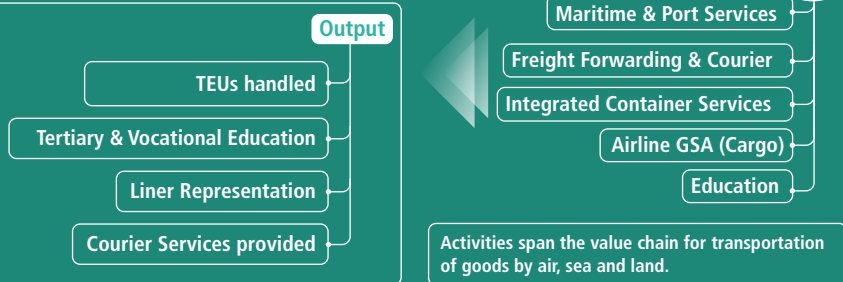 Output
TEUs handled
Tertiary & Vocational Education
Liner Representation
Courier Services provided
Maritime & Port Services
Freight Forwarding & Courier
Integrated Container Services
Airline GSA (Cargo)
Education
Activities span the value chain for transportation
of goods by air, sea and land.